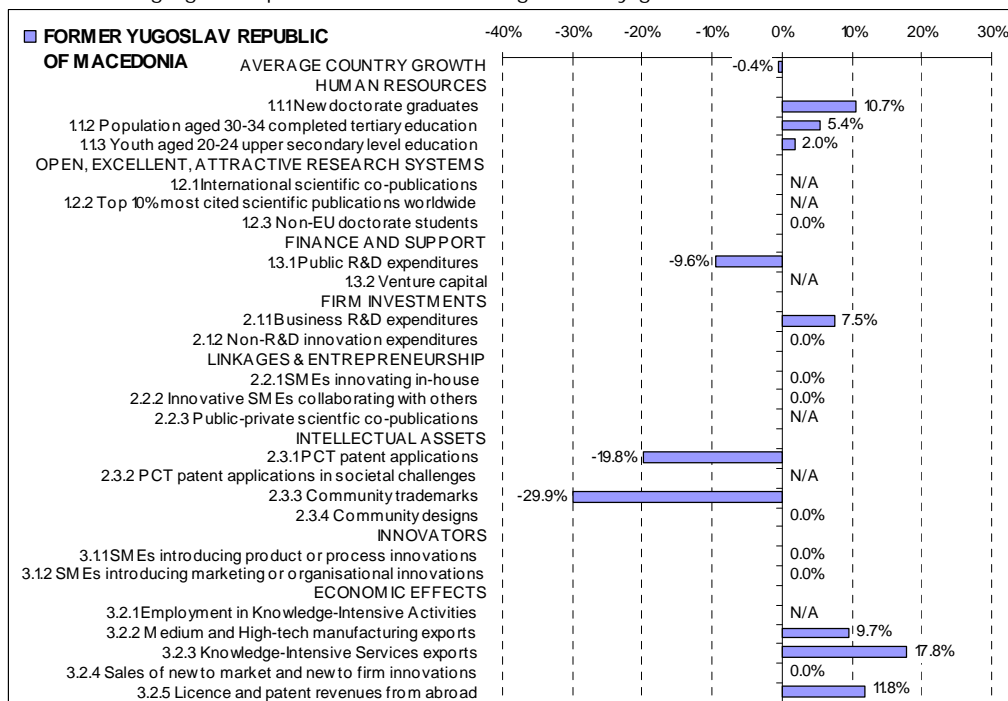 FORMER YUGOSLAV REPUBLIC
OF MACEDONIA
-40% -30% -20% -10% 0% 10% 20% 30%
AVERAGE COUNTRY GROWTH -0.4%
HUMAN RESOURCES
1.1.1 New doctorate graduates 10.7%
1.1.2 Population aged 30-34 completed tertiary education 5.4%
1.1.3 Youth aged 20-24 upper secondary level education 2.0%
OPEN, EXCELLENT, ATTRACTIVE RESEARCH SYSTEMS
1.2.1 International scientific co-publications N/A
1.2.2 Top 10% most cited scientific publications worldwide N/A
1.2.3 Non-EU doctorate students 0.0%
FINANCE AND SUPPORT
1.3.1 Public R&D expenditures -9.6%
1.3.2 Venture capital N/A
FIRM INVESTMENTS
2.1.1 Business R&D expenditures 7.5%
2.1.2 Non-R&D innovation expenditures 0.0%
LINKAGES & ENTREPRENEURSHIP
2.2.1 SMEs innovating in-house 0.0%
2.2.2 Innovative SMEs collaborating with others 0.0%
2.2.3 Public-private scientfic co-publications N/A
INTELLECTUAL ASSETS
2.3.1 PCT patent applications -19.8%
2.3.2 PCT patent applications in societal challenges N/A
2.3.3 Community trademarks -29.9%
2.3.4 Community designs 0.0%
INNOVATORS
3.1.1 SMEs introducing product or process innovations 0.0%
3.1.2 SMEs introducing marketing or organisational innovations 0.0%
ECONOMIC EFFECTS
3.2.1 Employment in Knowledge-Intensive Activities N/A
3.2.2 Medium and High-tech manufacturing exports 9.7%
3.2.3 Knowledge-Intensive Services exports 17.8%
3.2.4 Sales of new to market and new to firm innovations 0.0%
3.2.5 Licence and patent revenues from abroad 11.8%